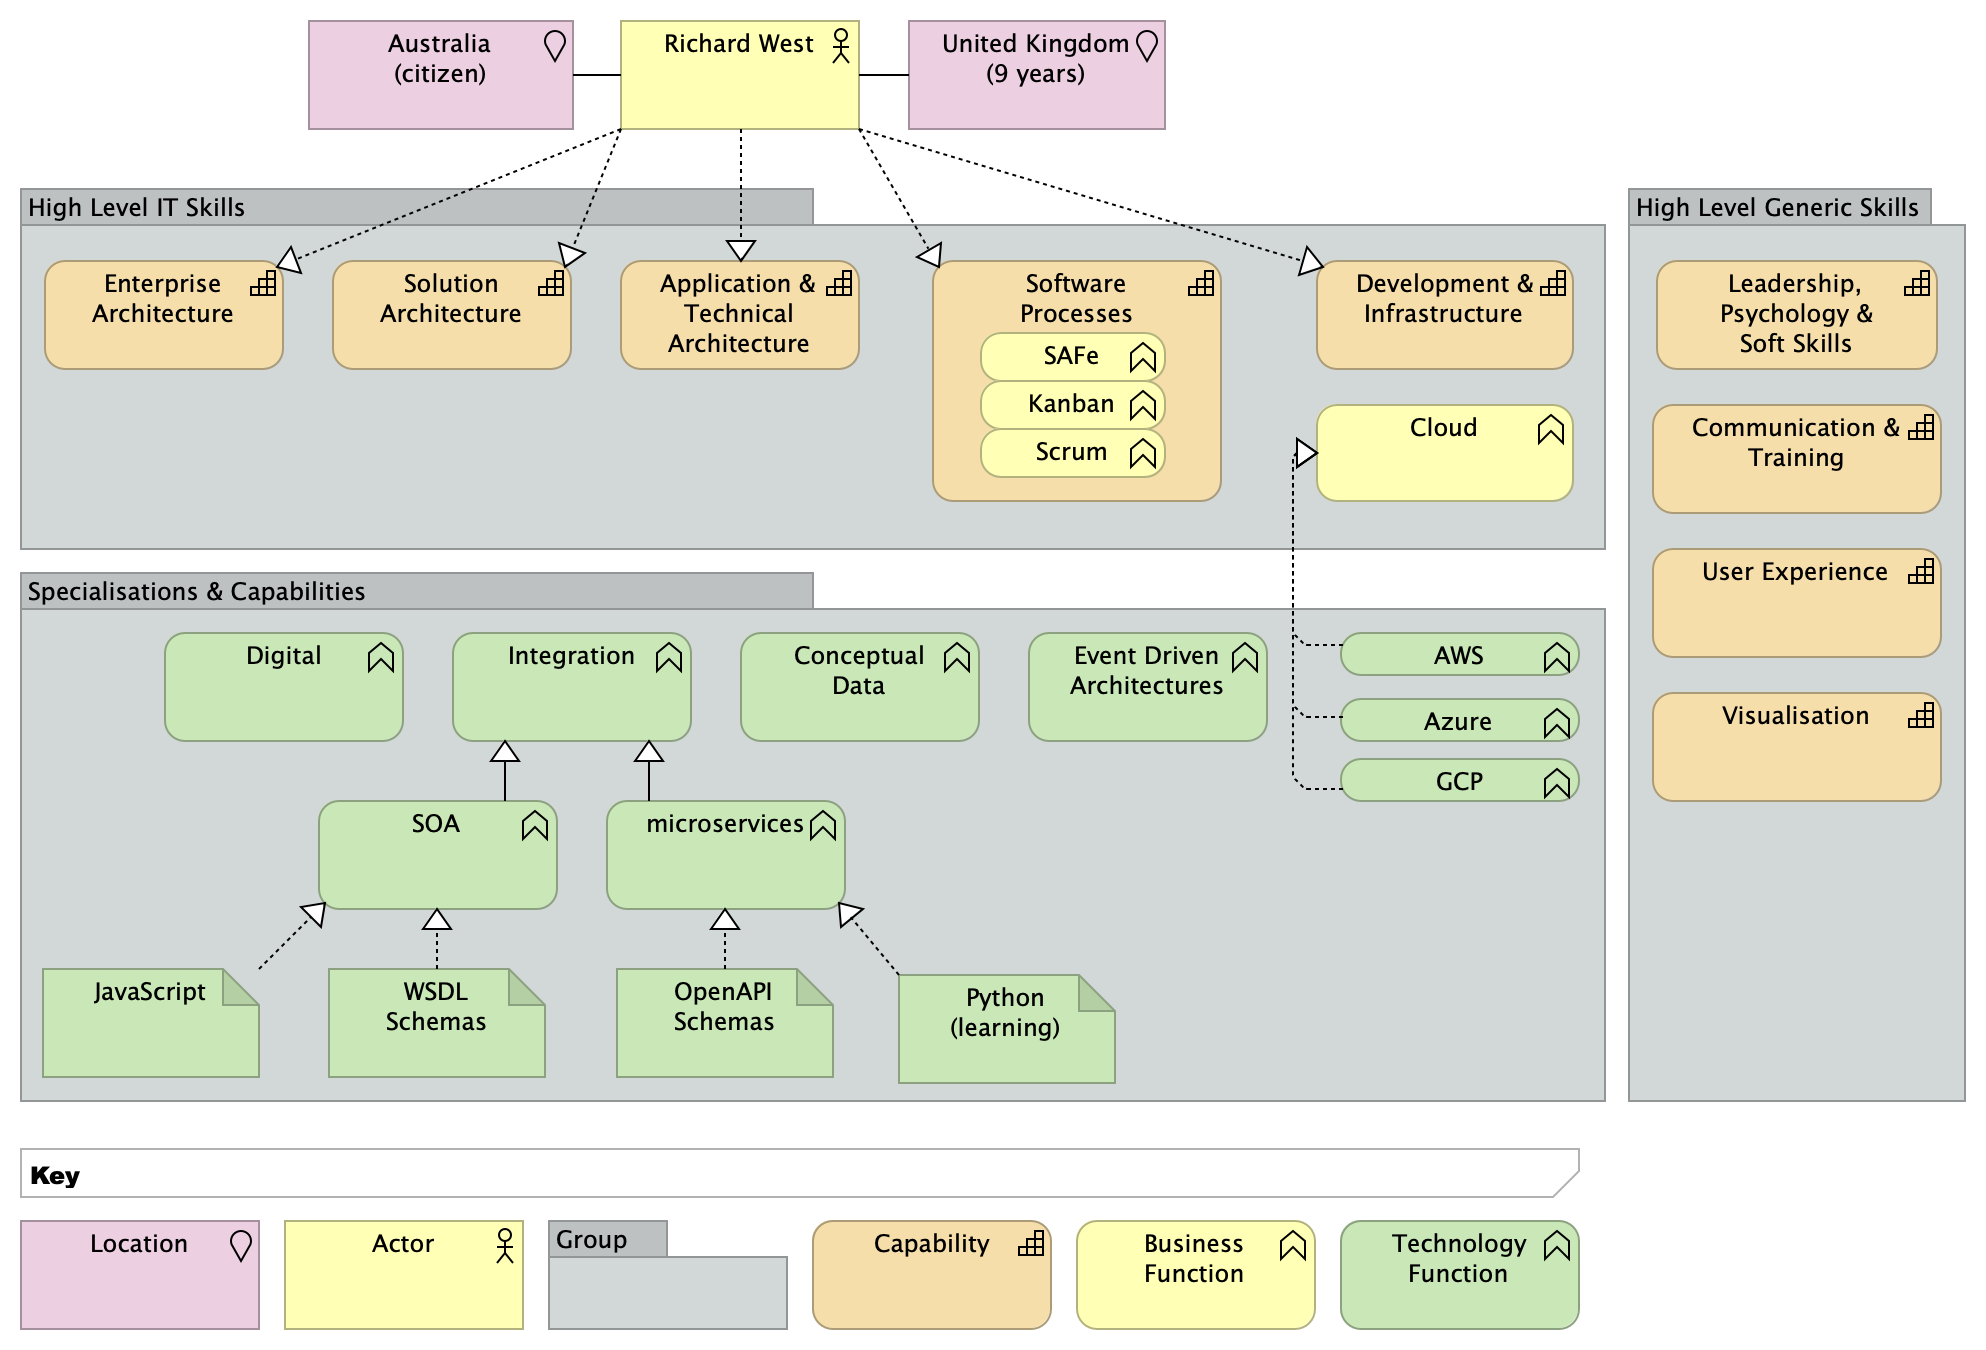 Australia
(citizen)
Richard West
United Kingdom
(9 years)
High Level IT Skills
Enterprise
Architecture
Solution
Architecture
Application &
Technical
Architecture
Software
Processes
SAFe
Kanban
Scrum
Development &
Infrastructure
Cloud
High Level Generic Skills
Leadership,
Psychology &
Soft Skills
Communication &
Training
User Experience
Visualisation
Specialisations & Capabilities
Digital
Integration
Conceptual
Data
Event Driven
Architectures
AWS
Azure
GCP
SOA
microservices
JavaScript
WSDL
Schemas
OpenAPI
Schemas
Python
(learning)
Key
Location
Actor
Group
Capability
Business
Function
Technology
Function